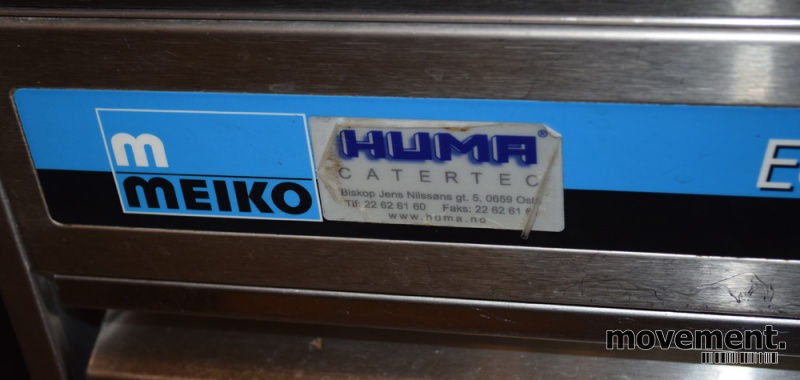 m
MEIKO
HUMA®
CATERTEC
Biskop Jens Nilssøns gt. 5, 0659 Oslo
Tlf: 22 62 61 60 Faks: 22 62 61
www.huma.no
movement.